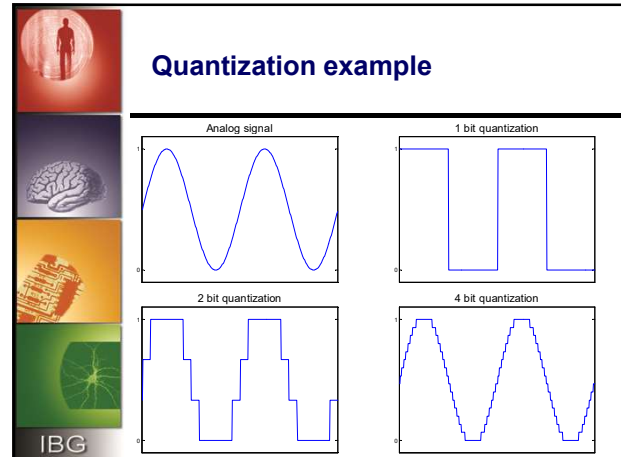 Quantization example
Analog signal
1 bit quantization
1
0
1
0
2 bit quantization
4 bit quantization
1
0
1
0
IBG